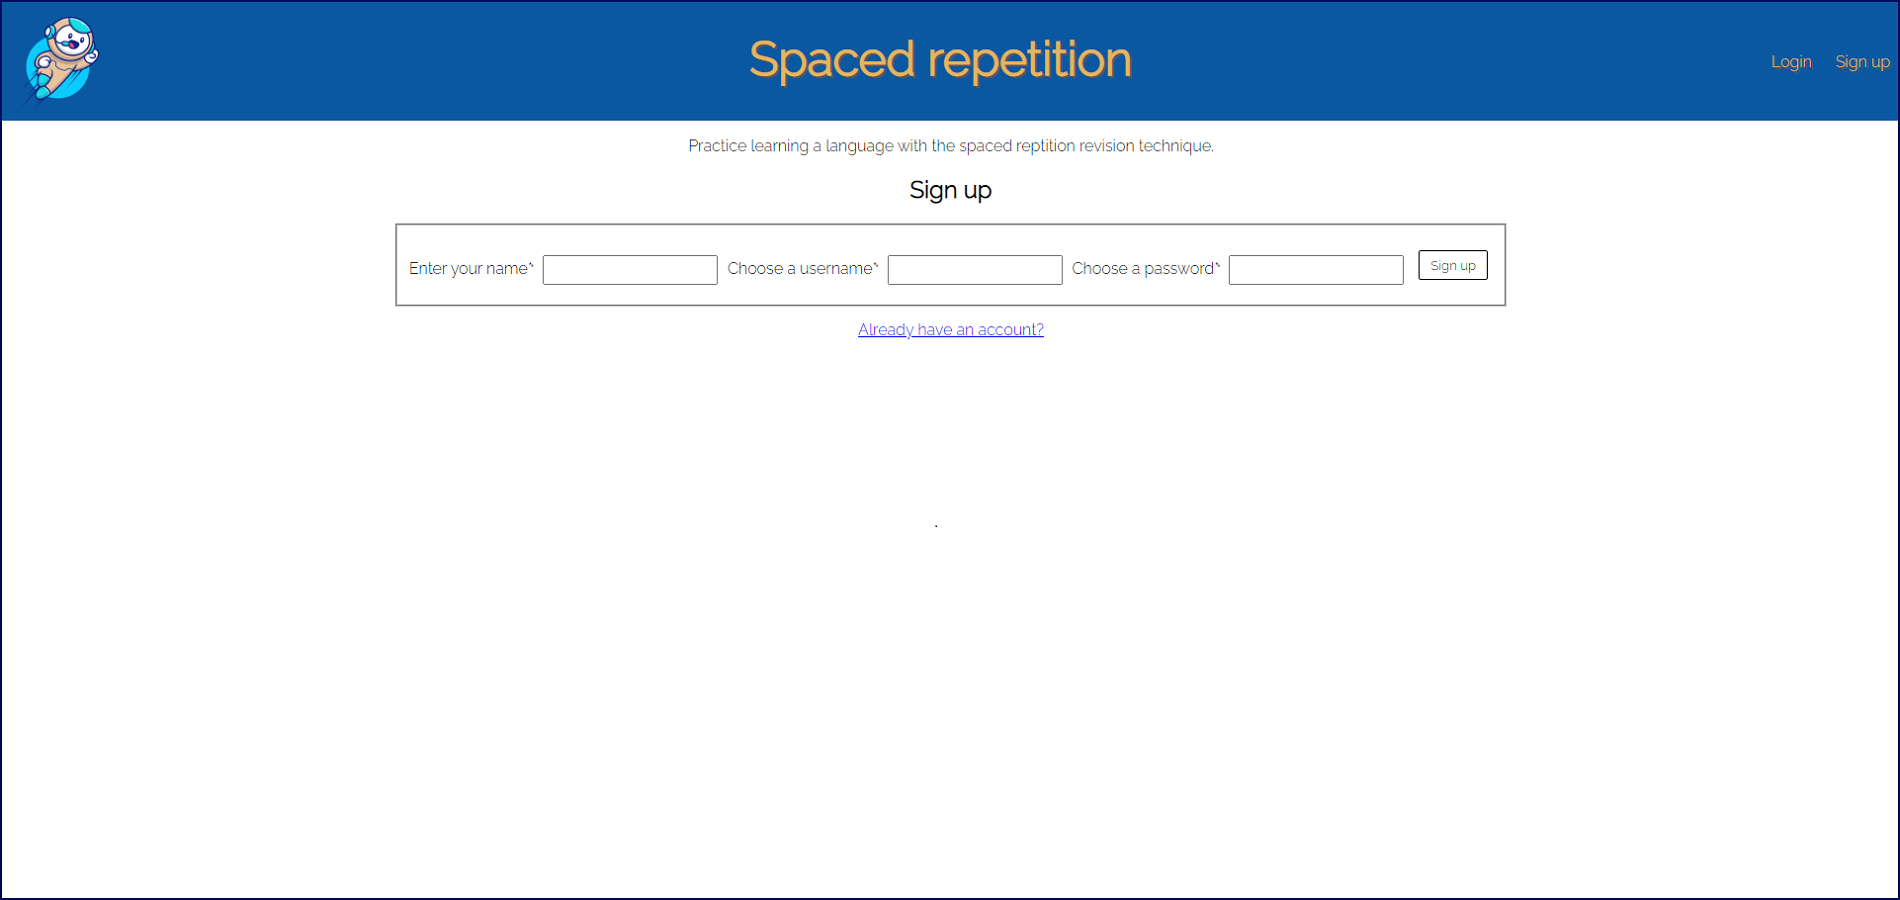 Spaced repetition
Login Sign up
Practice learning a language with the spaced reptition revision technique.
Sign up
Enter your name* Choose a username* Choose a password* Sign up
Already have an account?
.